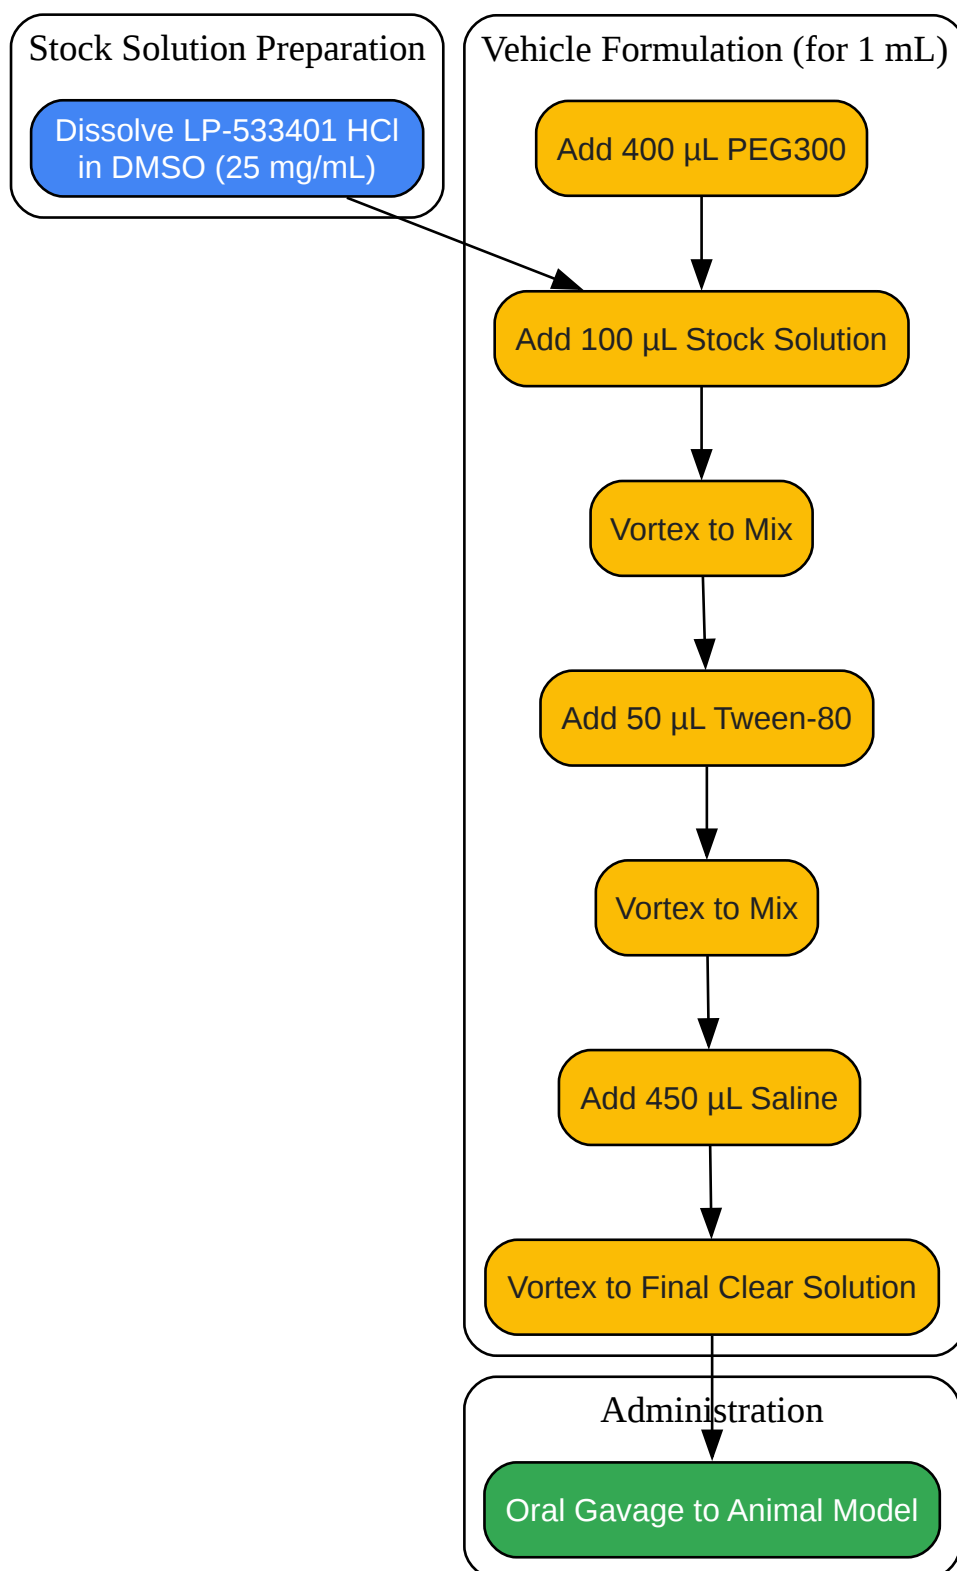 Stock Solution Preparation
Dissolve LP-533401 HCl
in DMSO (25 mg/mL)
Vehicle Formulation (for 1 mL)
Add 400 µL PEG300
Add 100 µL Stock Solution
Vortex to Mix
Add 50 µL Tween-80
Vortex to Mix
Add 450 µL Saline
Vortex to Final Clear Solution
Administration
Oral Gavage to Animal Model